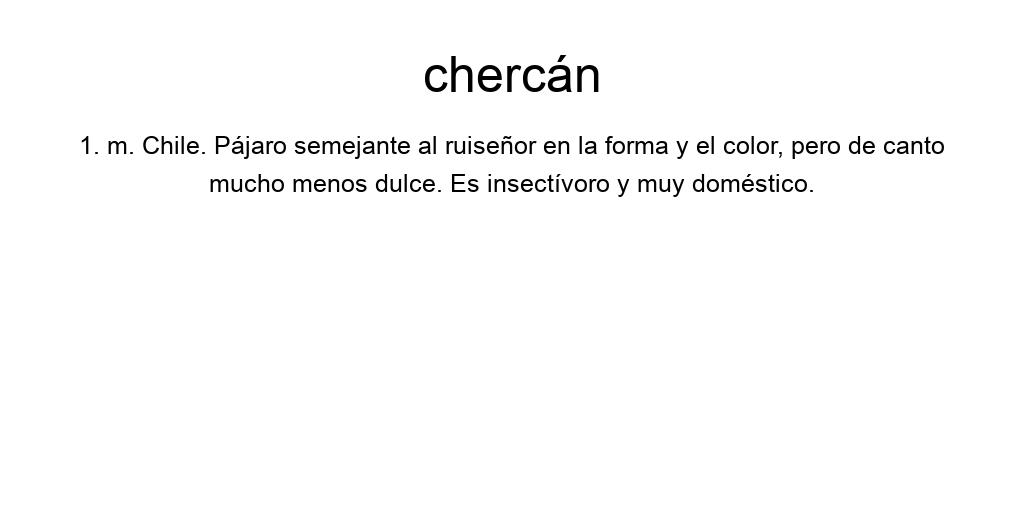 chercán
1. m. Chile. Pájaro semejante al ruiseñor en la forma y el color, pero de canto
mucho menos dulce. Es insectívoro y muy doméstico.